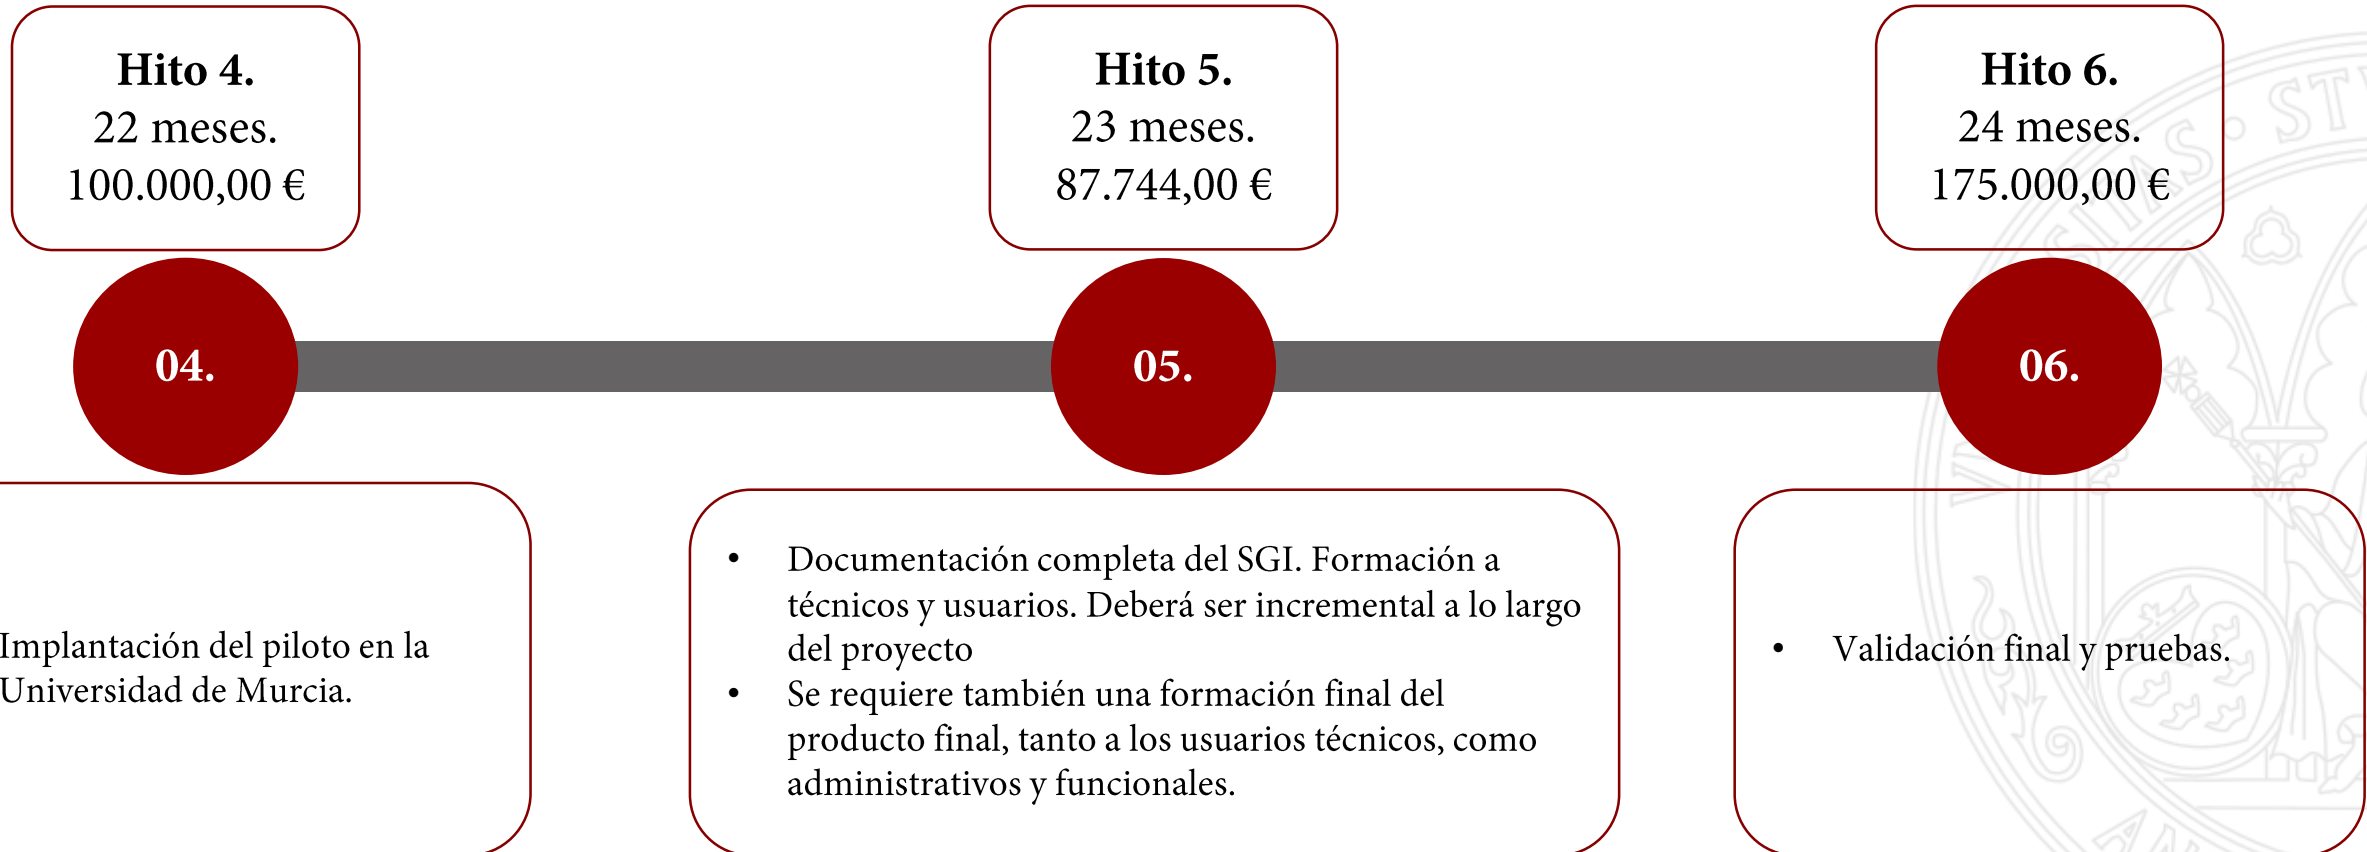 Hito 4.
22 meses.
100.000,00 €
Hito 5.
23 meses.
87.744,00 €
Hito 6.
24 meses.
175.000,00 €
04.
05.
06.
Implantación del piloto en la
Universidad de Murcia.
• Documentación completa del SGI. Formación a
técnicos y usuarios. Deberá ser incremental a lo largo
del proyecto
• Se requiere también una formación final del
producto final, tanto a los usuarios técnicos, como
administrativos y funcionales.
• Validación final y pruebas.